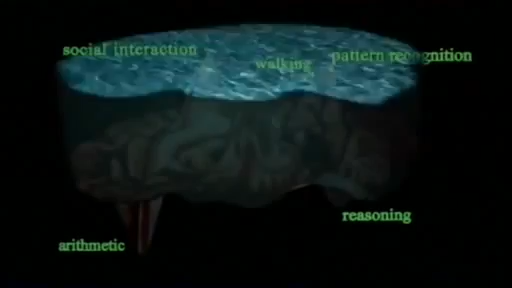 social interaction
walking
pattern recognition
reasoning
arithmetic